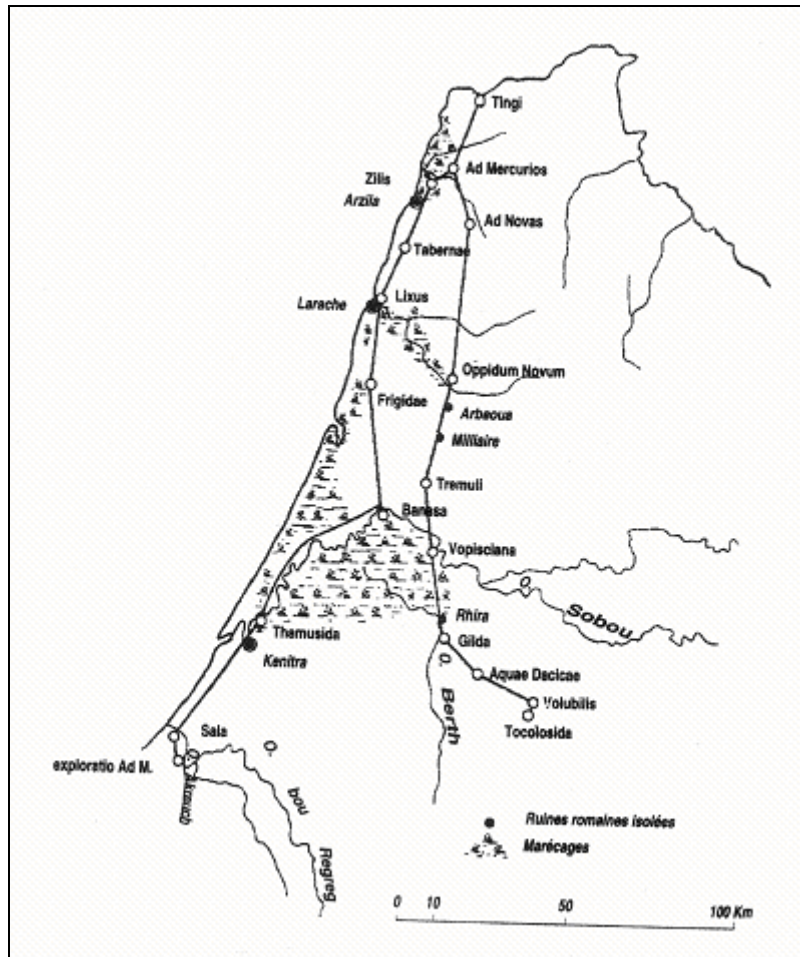 Tingi
Ad Mercurios
Zilis
Arzila
Ad Novas
Tabernae
Larache
Lixus
Oppidum Novum
Frigidae
Arbaoua
Milliaire
Tremuli
Banasa
Vopisciana
O. Sobou
Rhira
Thamusida
Gilda
Kenitra
O. Berth
Aquae Dacicae
Volubilis
Tocolosida
Sala
exploratio Ad M.
O. bou Regreg
Ruines romaines isolées
Marécages
0 10 50 100 Km